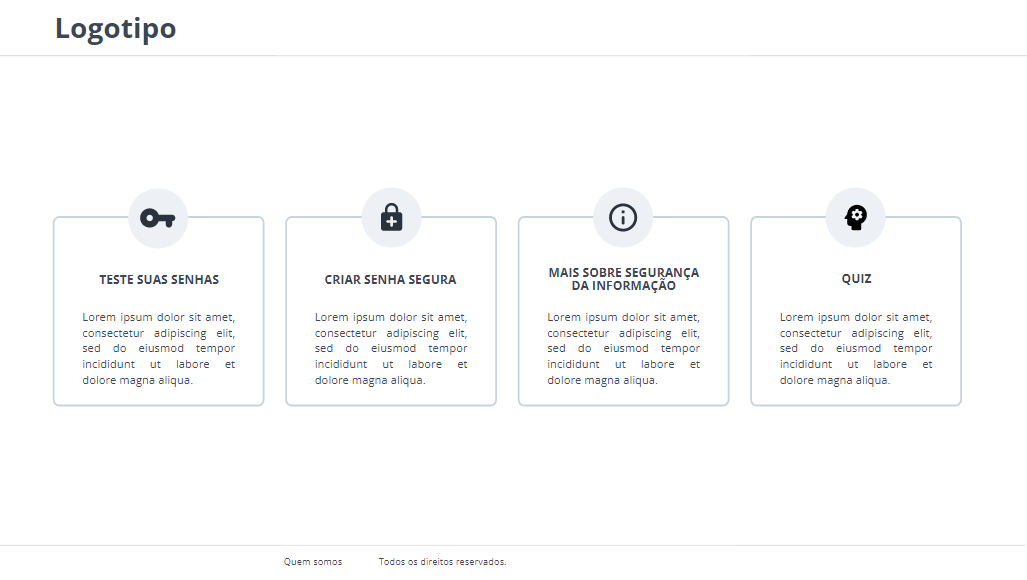 Logotipo
TESTE SUAS SENHAS
Lorem ipsum dolor sit amet,
consectetur adipiscing elit,
sed do eiusmod tempor
incididunt ut labore et
dolore magna aliqua.
CRIAR SENHA SEGURA
Lorem ipsum dolor sit amet,
consectetur adipiscing elit,
sed do eiusmod tempor
incididunt ut labore et
dolore magna aliqua.
MAIS SOBRE SEGURANÇA
DA INFORMAÇÃO
Lorem ipsum dolor sit amet,
consectetur adipiscing elit,
sed do eiusmod tempor
incididunt ut labore et
dolore magna aliqua.
QUIZ
Lorem ipsum dolor sit amet,
consectetur adipiscing elit,
sed do eiusmod tempor
incididunt ut labore et
dolore magna aliqua.
Quem somos
Todos os direitos reservados.